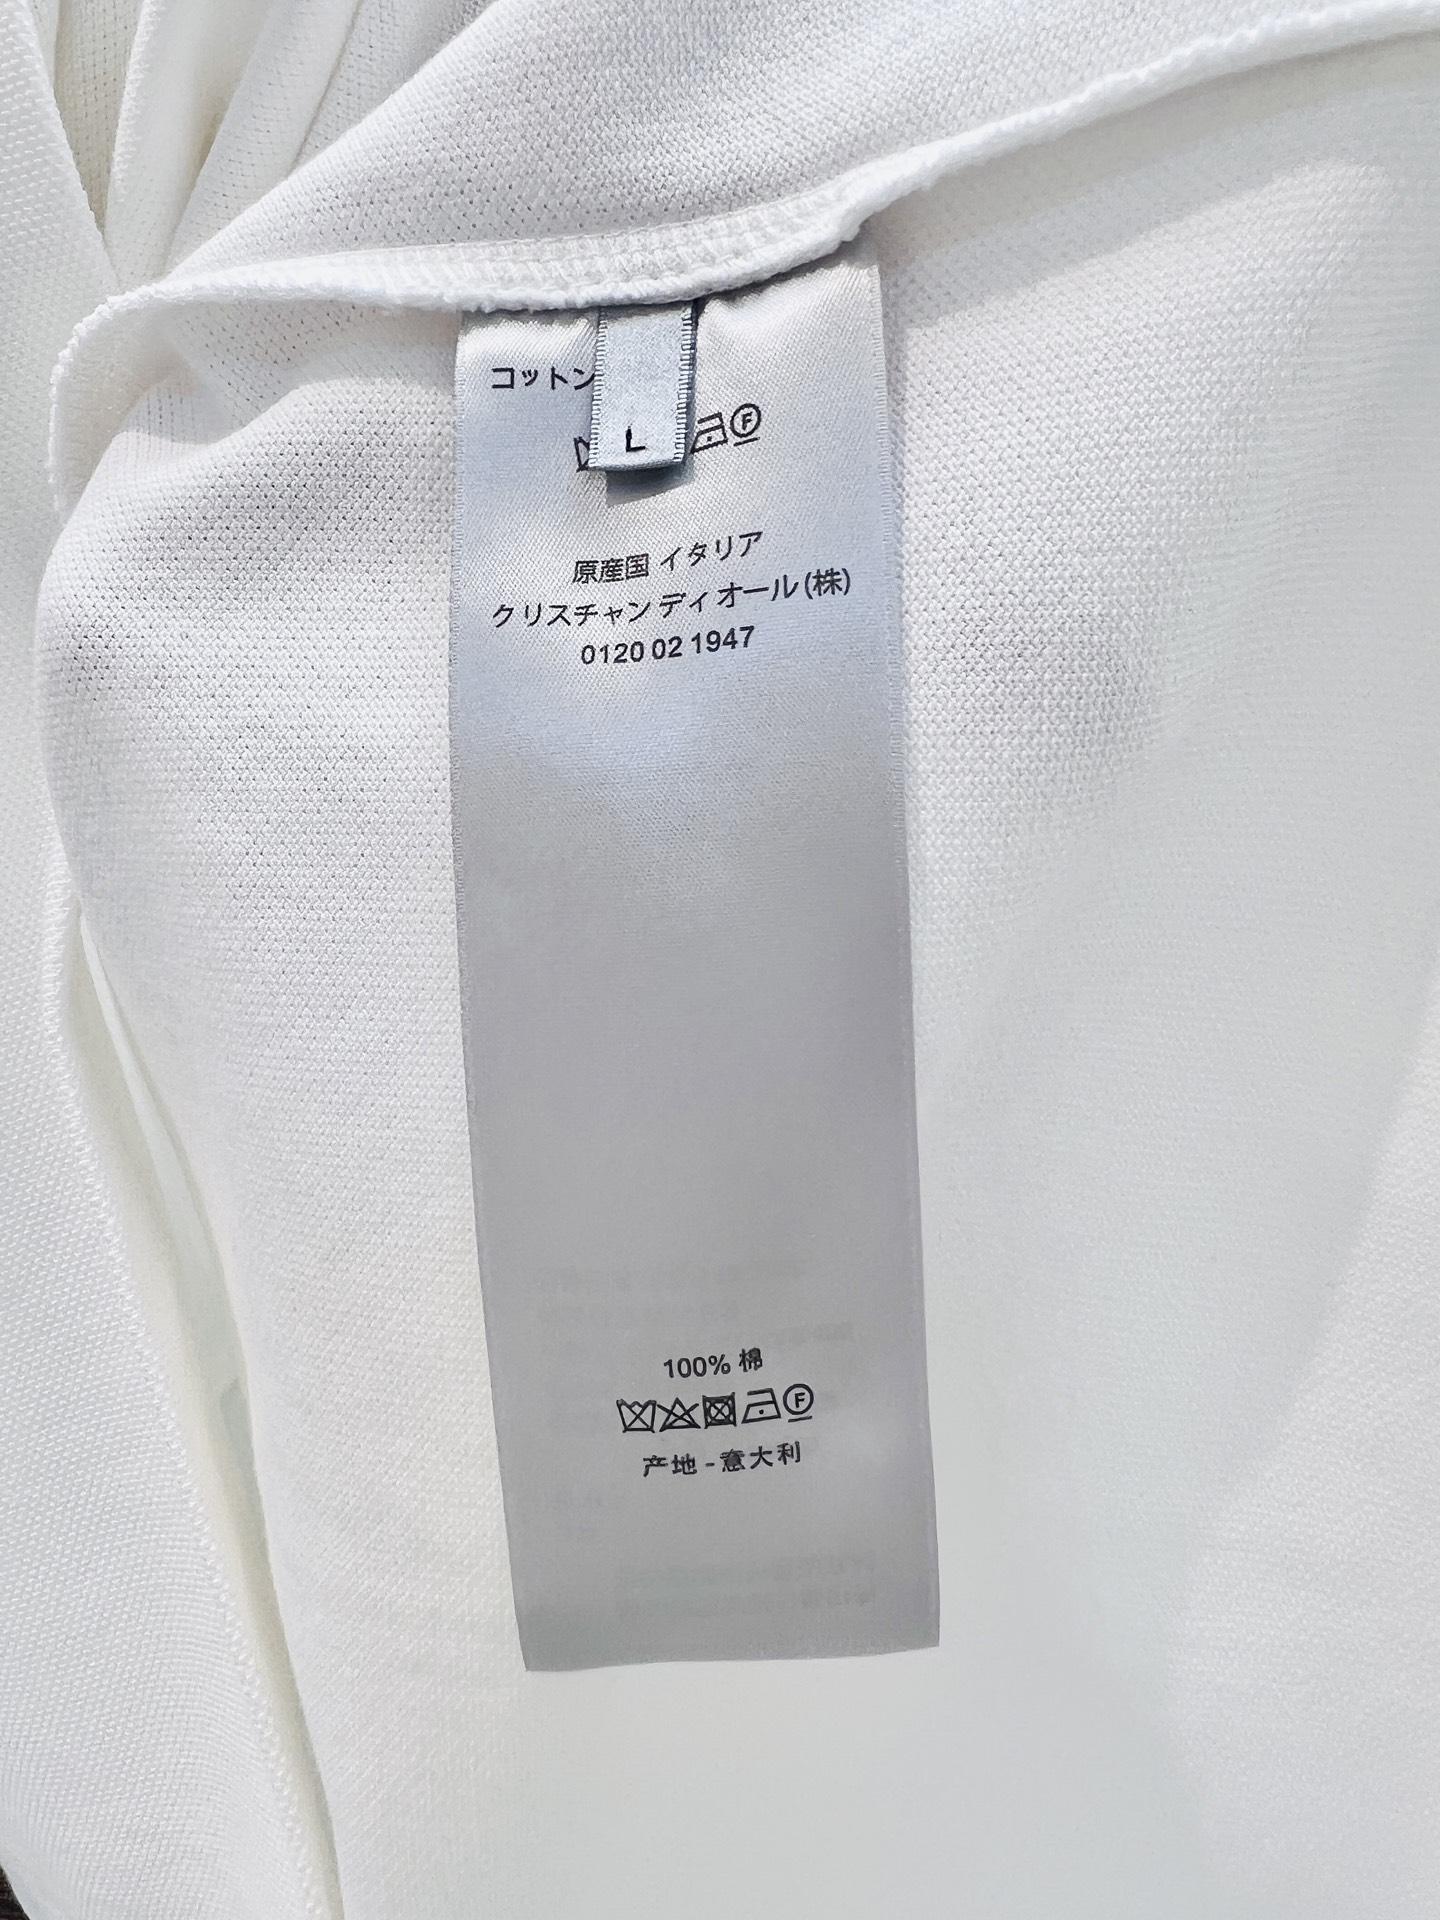 コットン
L
F
原産国 イタリア
クリスチャン ディオール (株)
0120 02 1947
100% 棉
F
产地 - 意大利